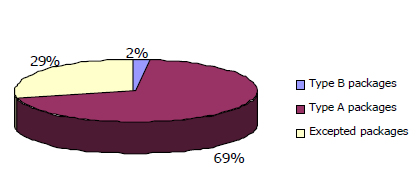 2%
29%
Type B packages
Type A packages
Excepted packages
69%